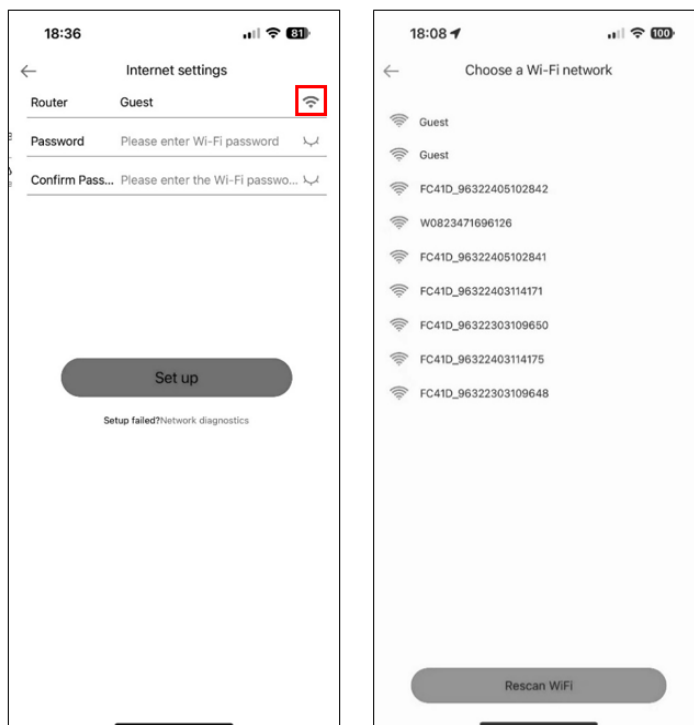 18:36
81
Internet settings
Router Guest
Password Please enter Wi-Fi password
Confirm Pass... Please enter the Wi-Fi passwo...
Set up
Setup failed?Network diagnostics
18:08
100
Choose a Wi-Fi network
Guest
Guest
FC41D_96322405102842
W0823471696126
FC41D_96322405102841
FC41D_96322403114171
FC41D_96322303109650
FC41D_96322403114175
FC41D_96322303109648
Rescan WiFi